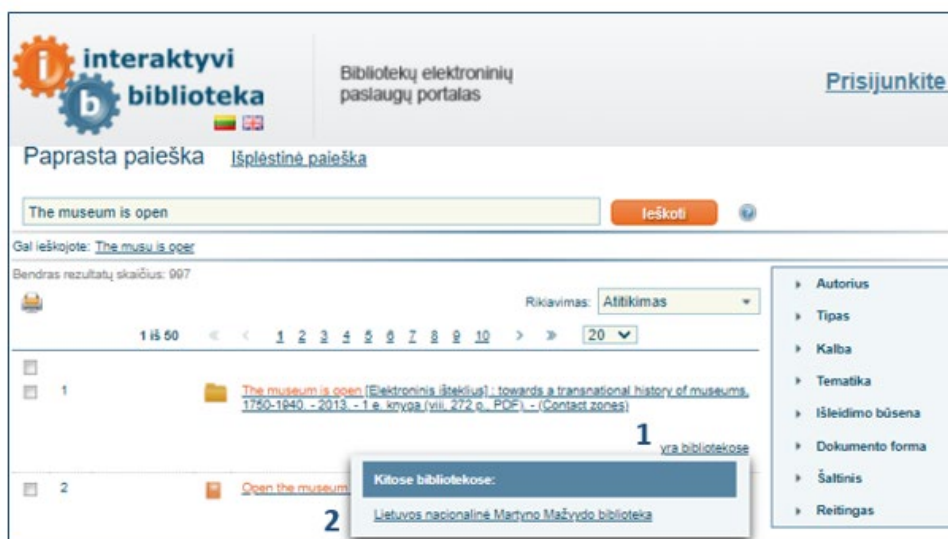 interaktyvi
biblioteka
Bibliotekų elektroninių
paslaugų portalas
Prisijunkite
Paprasta paieška Išplėstinė paieška
The museum is open
Ieškoti
Gal ieškojote: The musu is oper
Bendras rezultatų skaičius: 997
Rikiavimas: Atitikimas
1 iš 50 « ‹ 1 2 3 4 5 6 7 8 9 10 › » 20
1 The museum is open [Elektroninis išteklius] : towards a transnational history of museums,
1750-1940. - 2013. - 1 e. knyga (viii, 272 p., PDF). - (Contact zones)
1
yra bibliotekose
2 Open the museum
Kitose bibliotekose:
2
Lietuvos nacionalinė Martyno Mažvydo biblioteka
Autorius
Tipas
Kalba
Tematika
Išleidimo būsena
Dokumento forma
Šaltinis
Reitingas